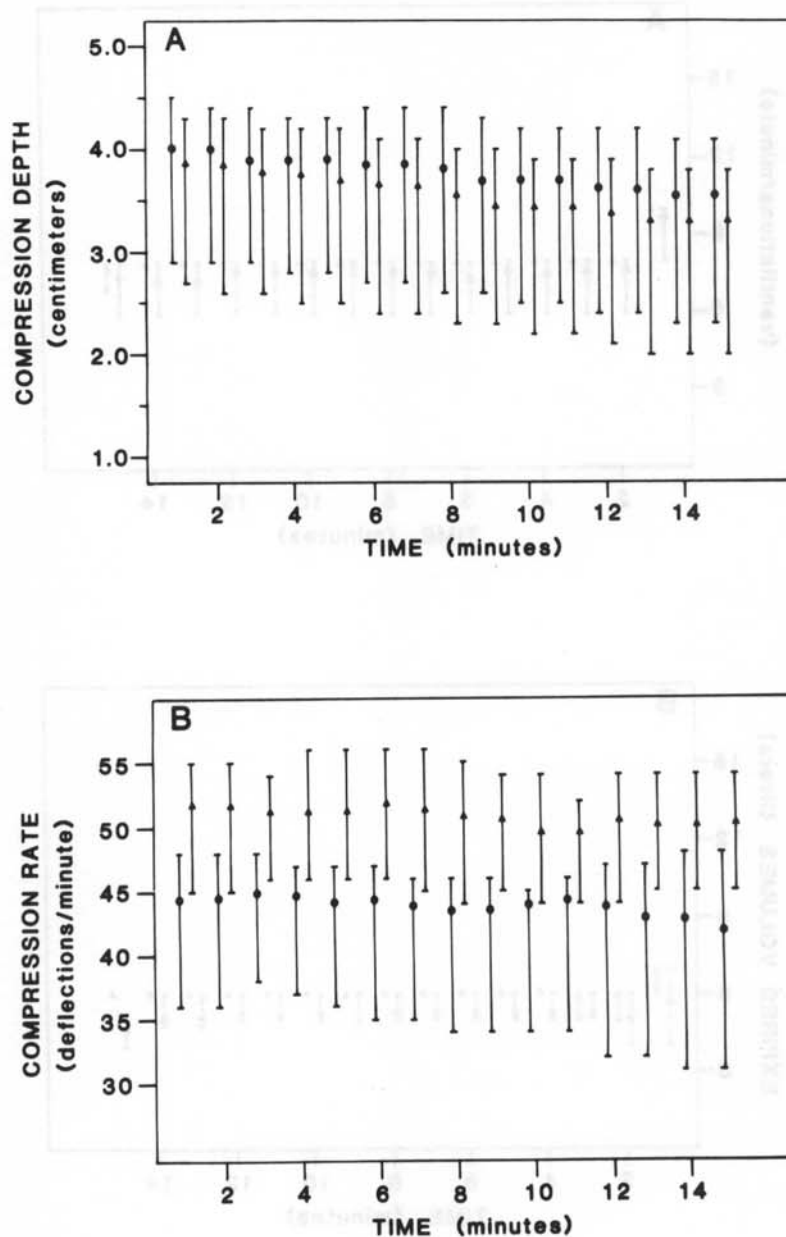 A
5.0
4.0
3.0
2.0
1.0
COMPRESSION DEPTH
(centimeters)
2 4 6 8 10 12 14
TIME (minutes)
B
55
50
45
40
35
30
COMPRESSION RATE
(deflections/minute)
2 4 6 8 10 12 14
TIME (minutes)